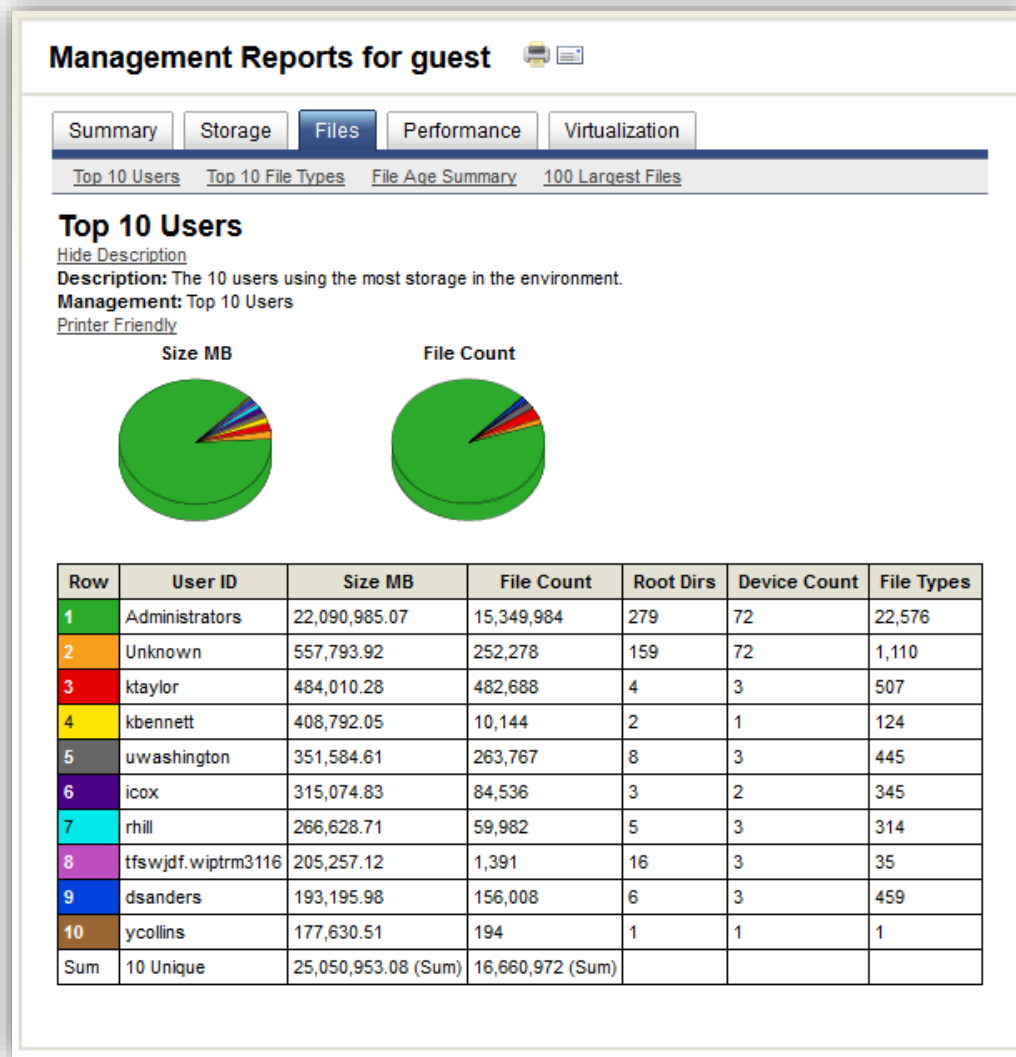 Management Reports for guest
Summary Storage Files Performance Virtualization
Top 10 Users Top 10 File Types File Age Summary 100 Largest Files
Top 10 Users
Hide Description
Description: The 10 users using the most storage in the environment.
Management: Top 10 Users
Printer Friendly
Size MB File Count
Row User ID Size MB File Count Root Dirs Device Count File Types
1 Administrators 22,090,985.07 15,349,984 279 72 22,576
2 Unknown 557,793.92 252,278 159 72 1,110
3 ktaylor 484,010.28 482,688 4 3 507
4 kbennett 408,792.05 10,144 2 1 124
5 uwashington 351,584.61 263,767 8 3 445
6 icox 315,074.83 84,536 3 2 345
7 rhill 266,628.71 59,982 5 3 314
8 tfswjdf.wiptrm3116 205,257.12 1,391 16 3 35
9 dsanders 193,195.98 156,008 6 3 459
10 ycollins 177,630.51 194 1 1 1
Sum 10 Unique 25,050,953.08 (Sum) 16,660,972 (Sum)